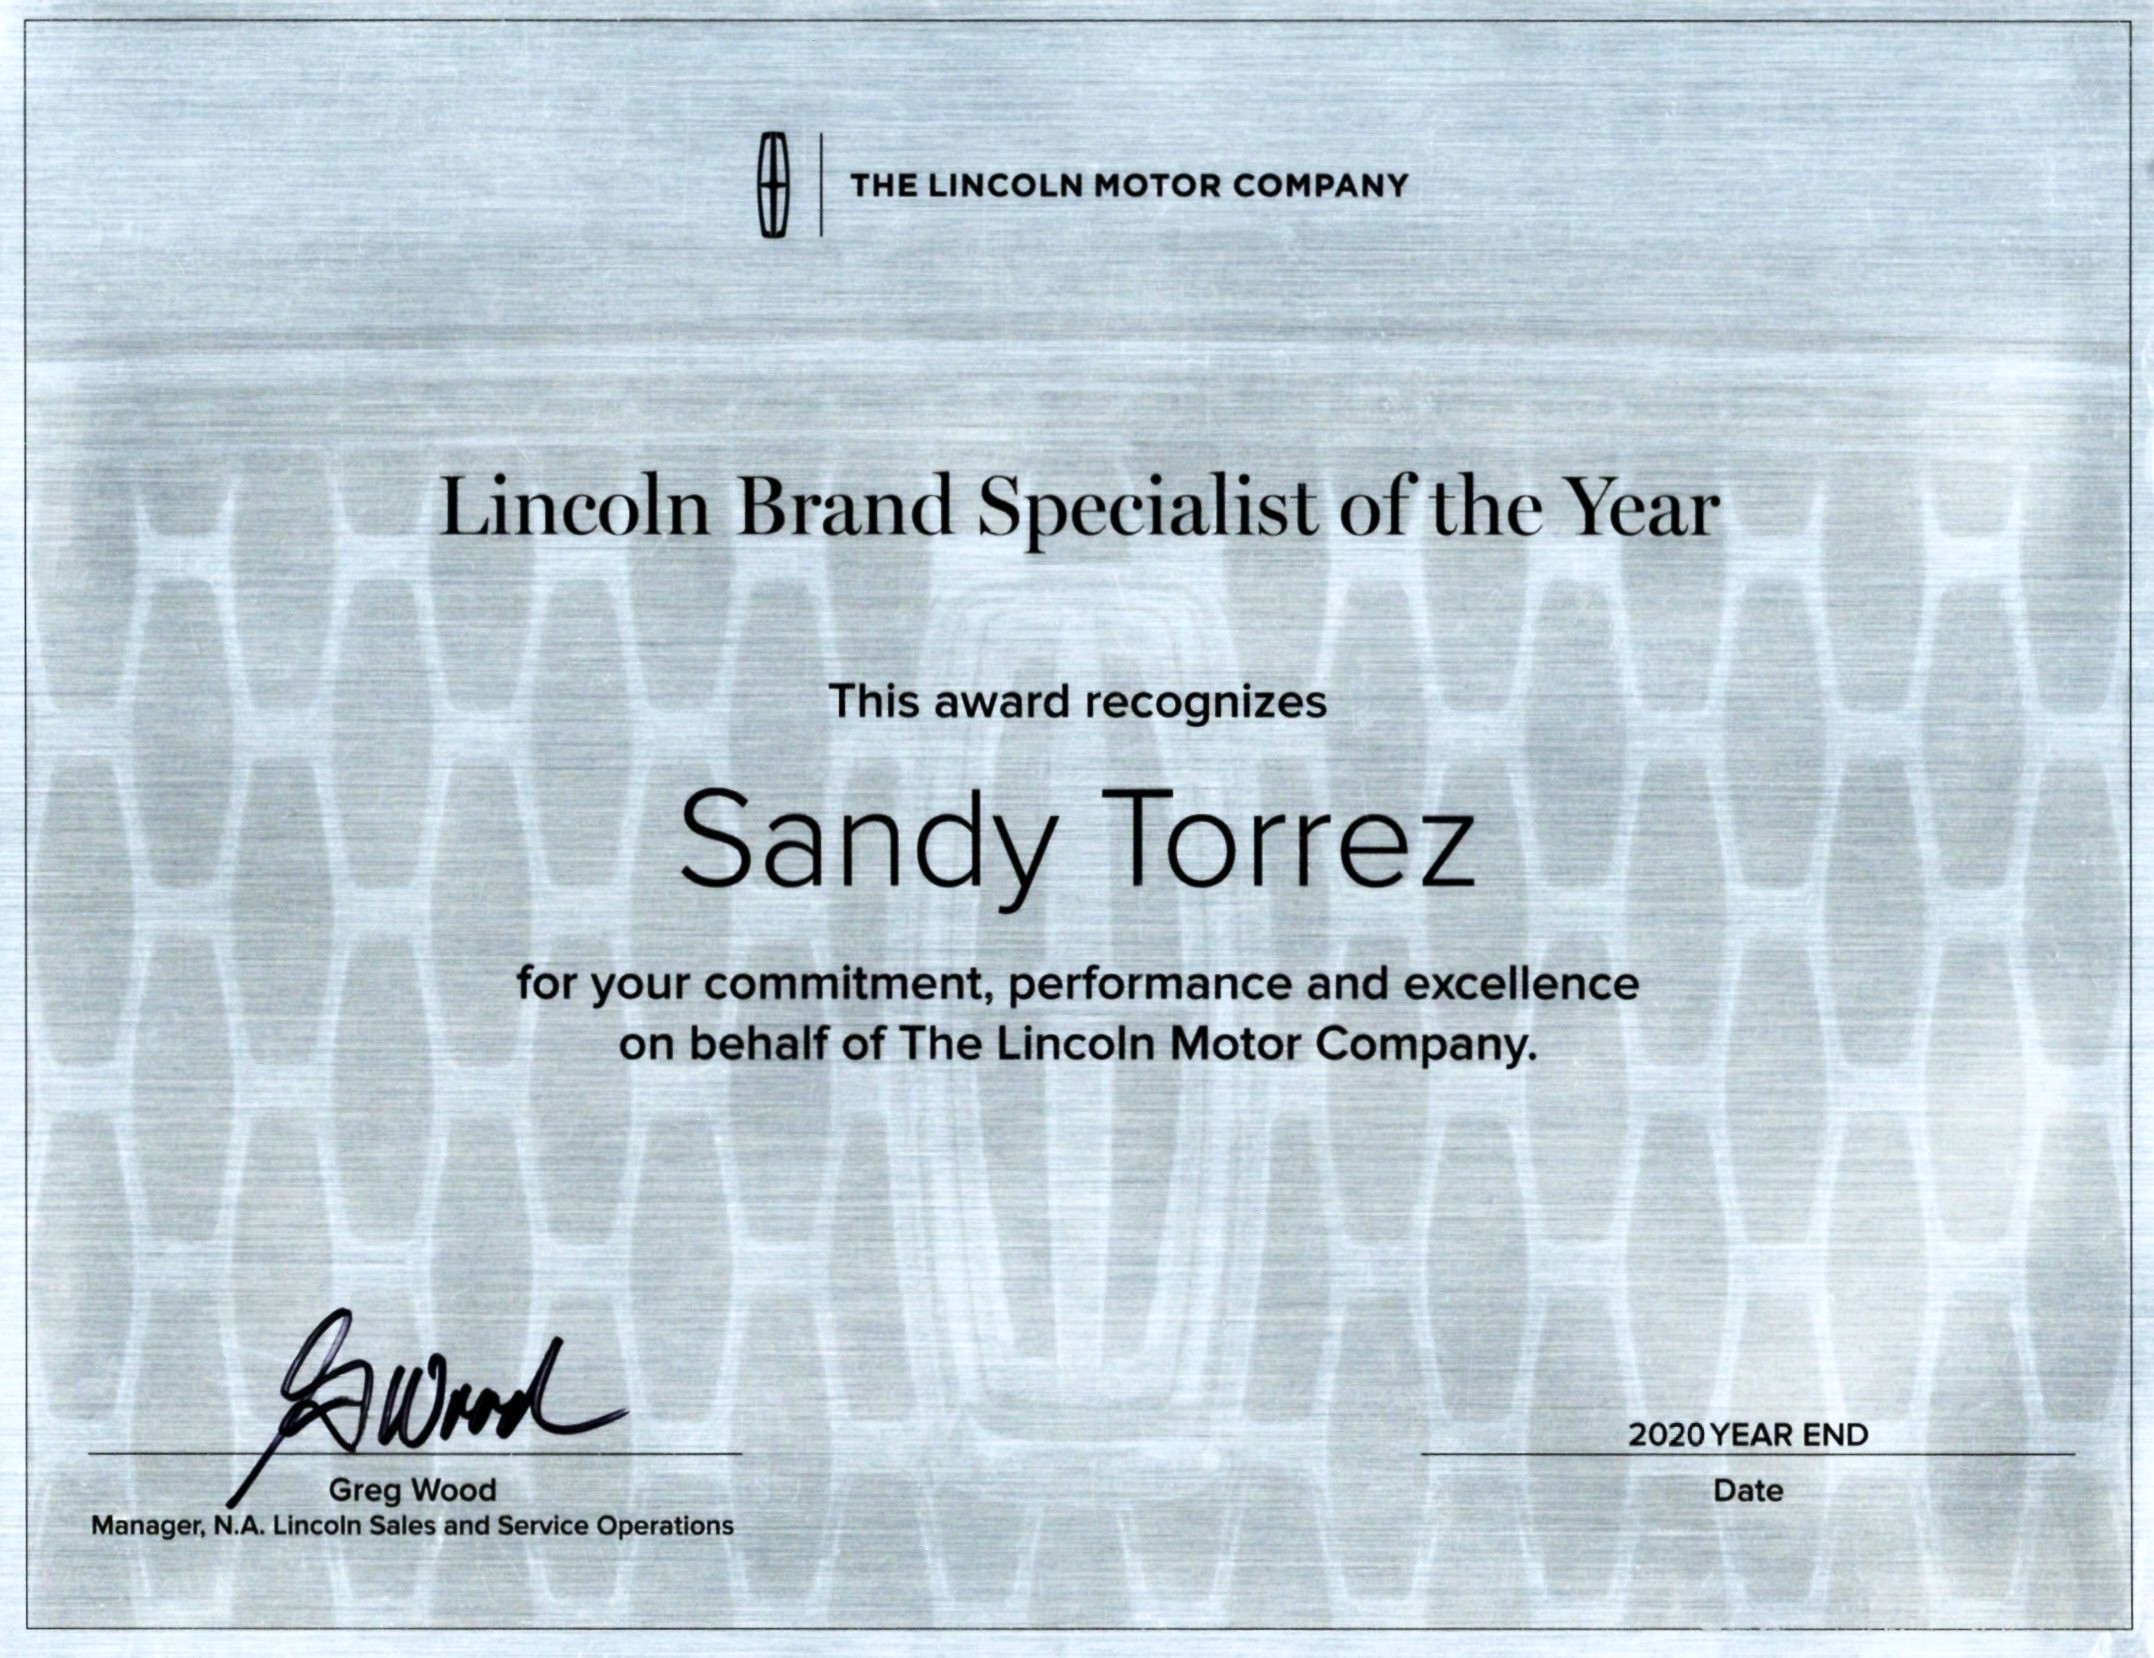 THE LINCOLN MOTOR COMPANY
Lincoln Brand Specialist of the Year
This award recognizes
Sandy Torrez
for your commitment, performance and excellence
on behalf of The Lincoln Motor Company.
G Wood
2020 YEAR END
Greg Wood
Date
Manager, N.A. Lincoln Sales and Service Operations